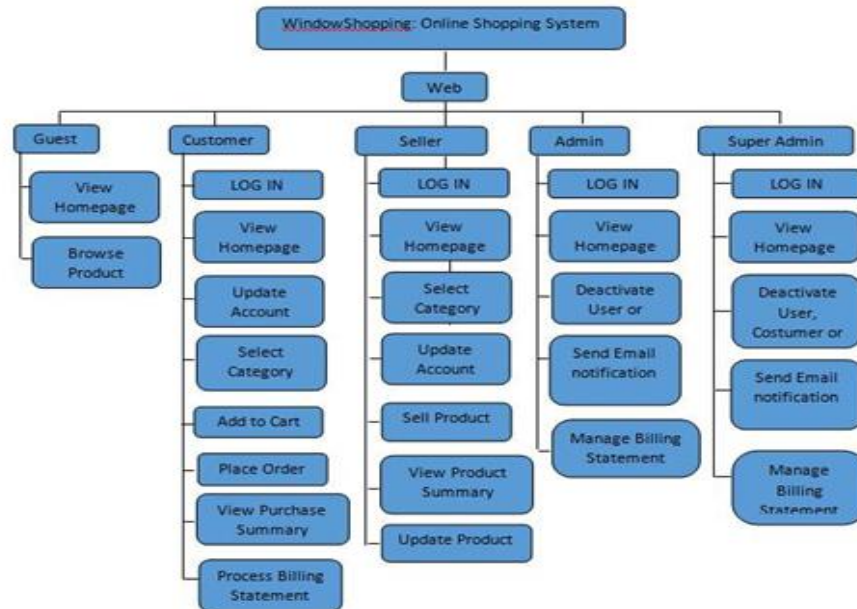 WindowShopping: Online Shopping System
Web
Guest
View
Homepage
Browse
Product
Customer
LOG IN
View
Homepage
Update
Account
Select
Category
Add to Cart
Place Order
View Purchase
Summary
Process Billing
Statement
Seller
LOG IN
View
Homepage
Select
Category
Update
Account
Sell Product
View Product
Summary
Update Product
Admin
LOG IN
View
Homepage
Deactivate
User or
Send Email
notification
Manage Billing
Statement
Super Admin
LOG IN
View
Homepage
Deactivate
User,
Costumer or
Send Email
notification
Manage
Billing
Statement